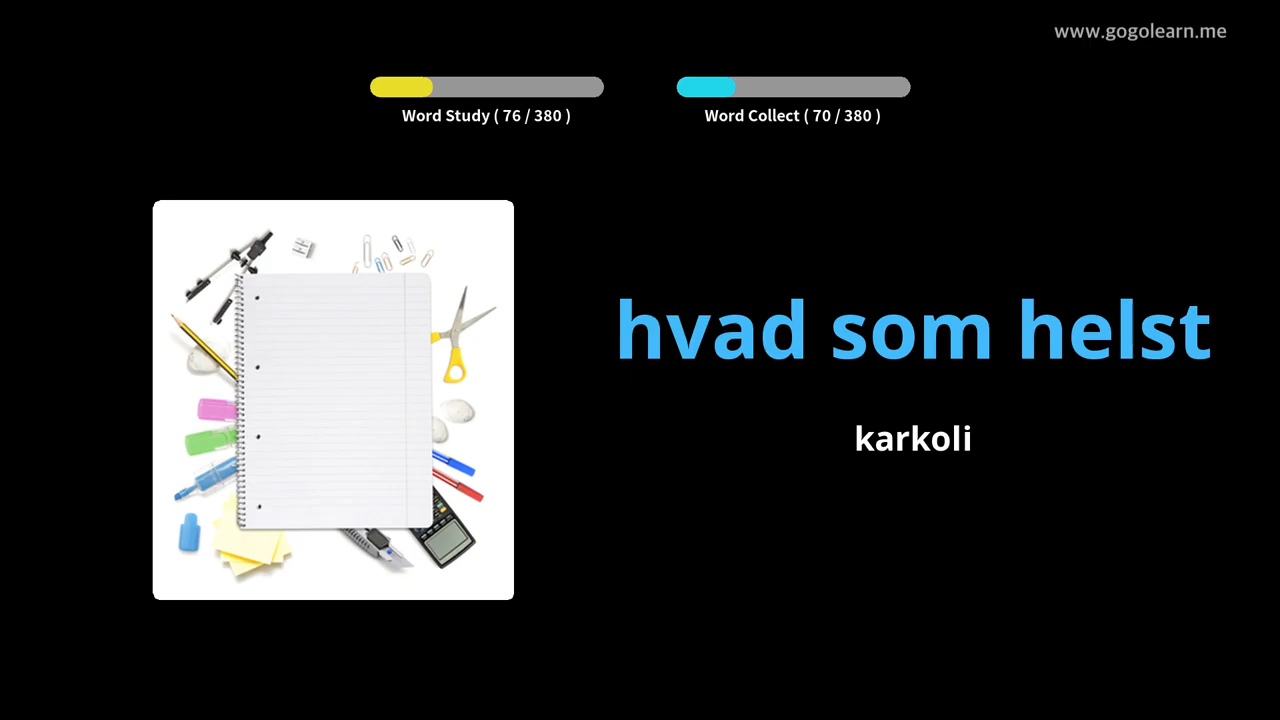 www.gogolearn.me
Word Study ( 76 / 380 )
Word Collect ( 70 / 380 )
hvad som helst
karkoli